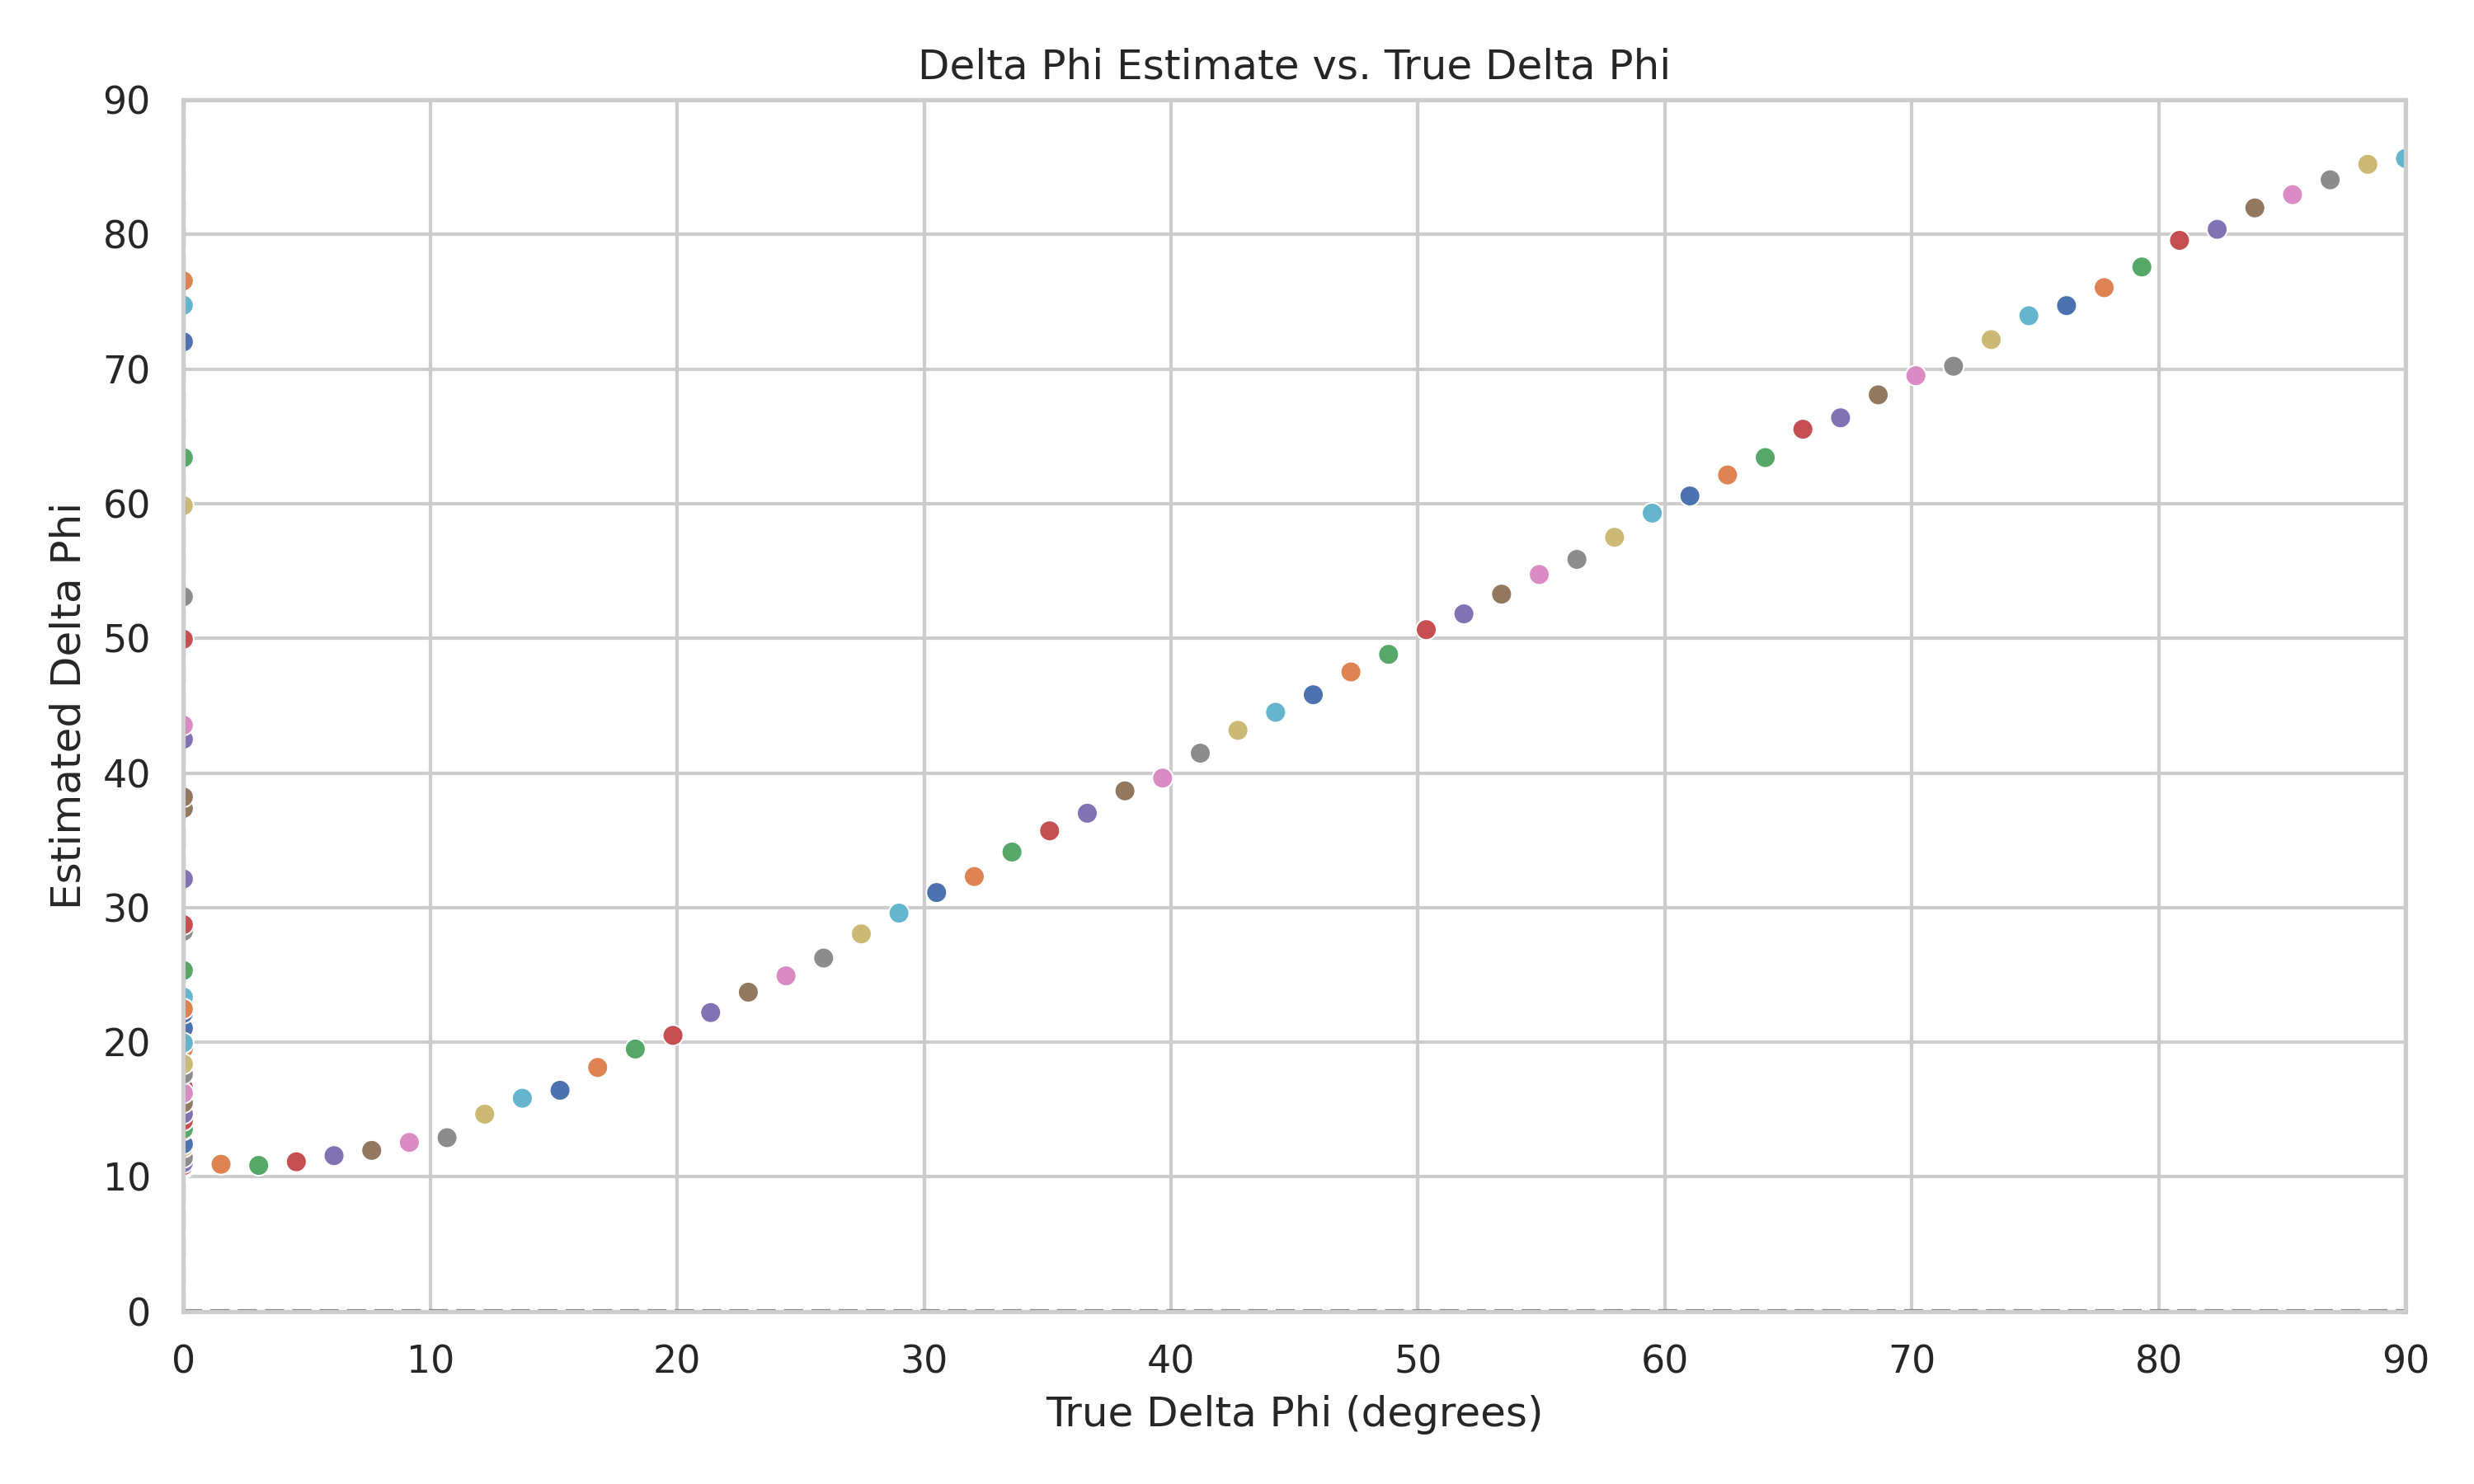 Delta Phi Estimate vs. True Delta Phi
90
80
70
60
50
40
30
20
10
0
Estimated Delta Phi
0 10 20 30 40 50 60 70 80 90
True Delta Phi (degrees)